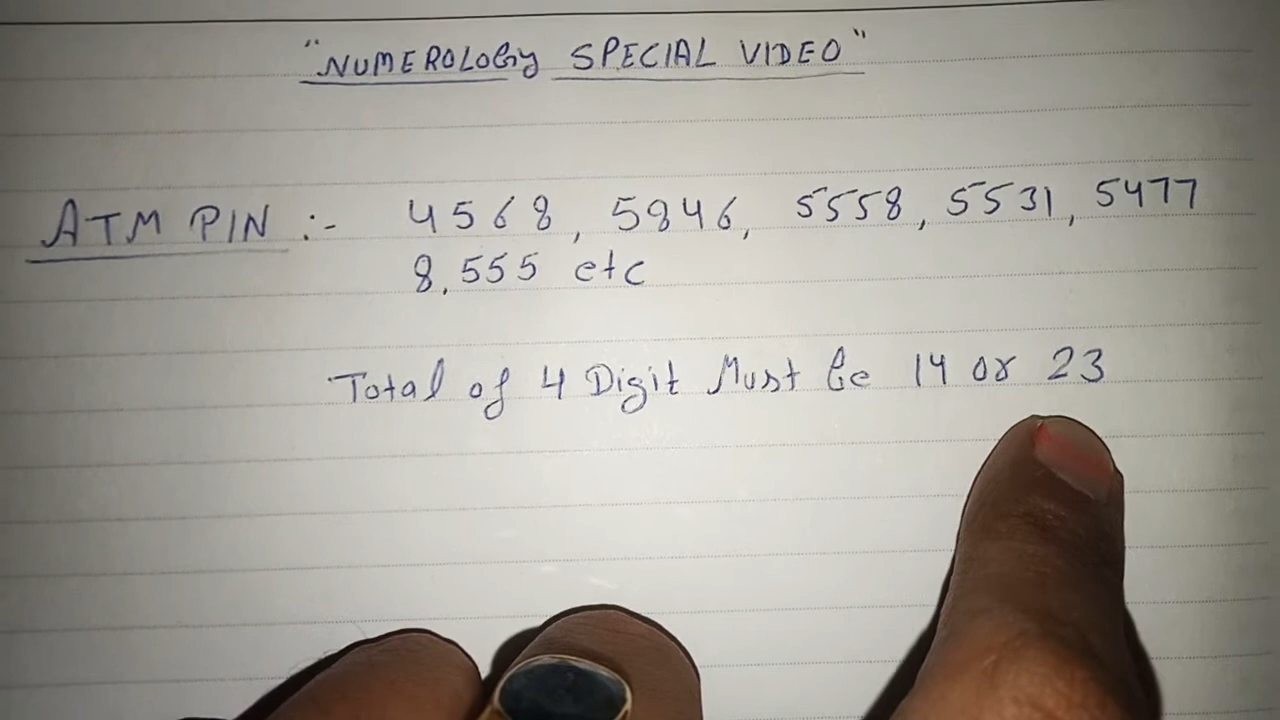 "NUMEROLOGY SPECIAL VIDEO"
ATM PIN :- 4568, 5846, 5558, 5531, 5477
8,555 etc
Total of 4 Digit Must be 14 or 23